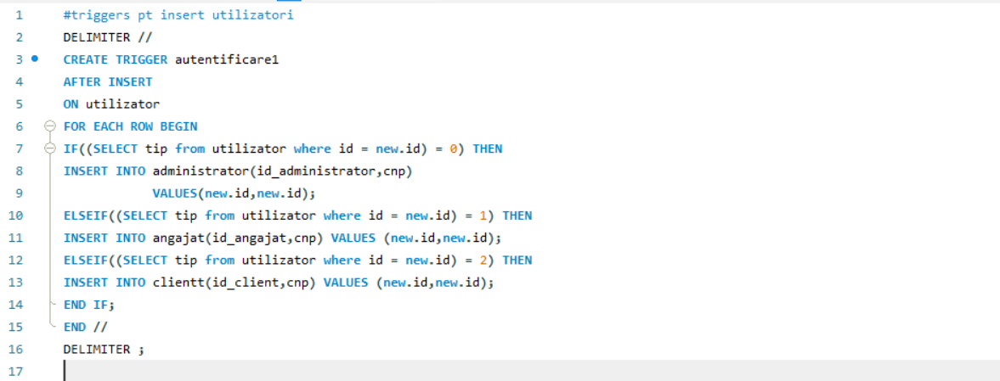 1 #triggers pt insert utilizatori
2 DELIMITER //
3 CREATE TRIGGER autentificare1
4 AFTER INSERT
5 ON utilizator
6 FOR EACH ROW BEGIN
7 IF((SELECT tip from utilizator where id = new.id) = 0) THEN
8 INSERT INTO administrator(id_administrator,cnp)
9 VALUES(new.id,new.id);
10 ELSEIF((SELECT tip from utilizator where id = new.id) = 1) THEN
11 INSERT INTO angajat(id_angajat,cnp) VALUES (new.id,new.id);
12 ELSEIF((SELECT tip from utilizator where id = new.id) = 2) THEN
13 INSERT INTO clientt(id_client,cnp) VALUES (new.id,new.id);
14 END IF;
15 END //
16 DELIMITER ;
17